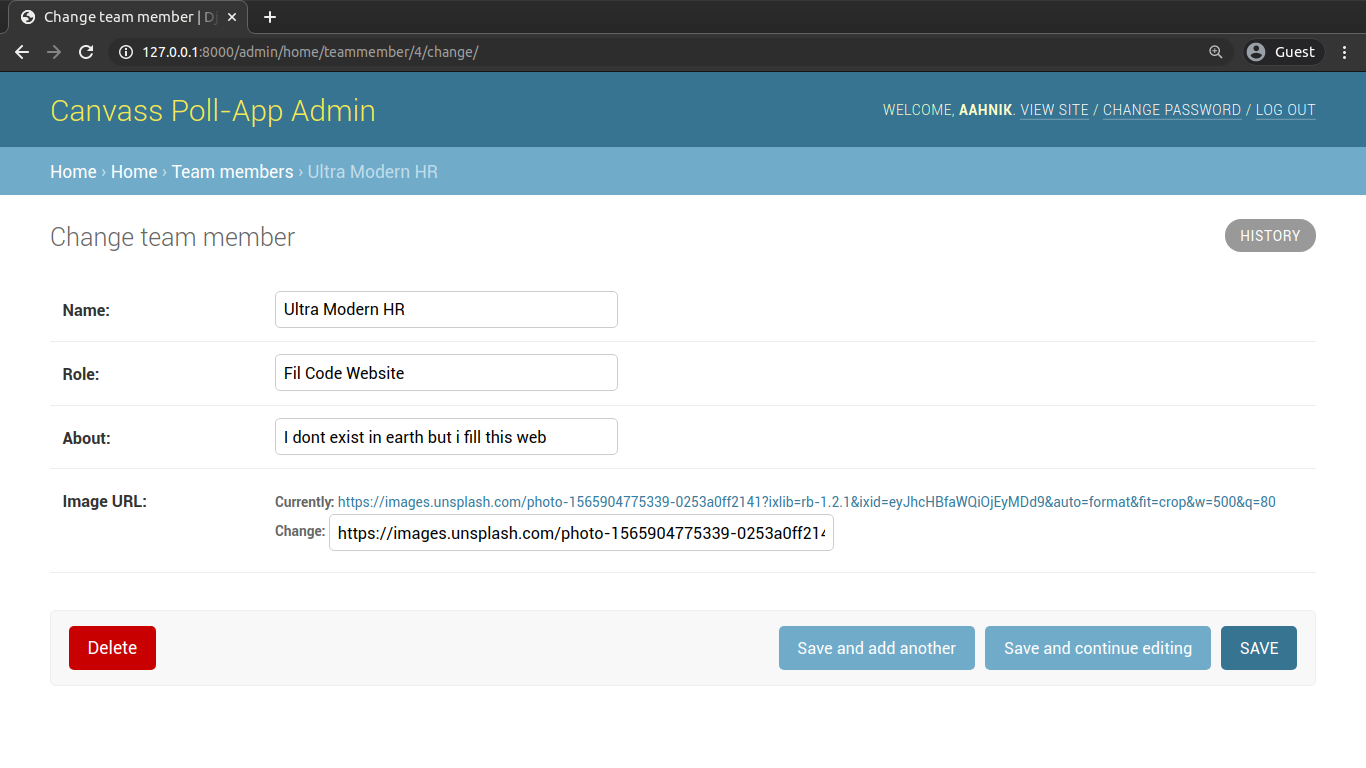 Change team member | Dj
127.0.0.1:8000/admin/home/teammember/4/change/
Guest
Canvass Poll-App Admin
WELCOME, AAHNIK. VIEW SITE / CHANGE PASSWORD / LOG OUT
Home › Home › Team members › Ultra Modern HR
Change team member
HISTORY
Name:
Ultra Modern HR
Role:
Fil Code Website
About:
I dont exist in earth but i fill this web
Image URL:
Currently: https://images.unsplash.com/photo-1565904775339-0253a0ff2141?ixlib=rb-1.2.1&ixid=eyJhcHBfaWQiOjEyMDd9&auto=format&fit=crop&w=500&q=80
Change: https://images.unsplash.com/photo-1565904775339-0253a0ff214
Delete
Save and add another
Save and continue editing
SAVE